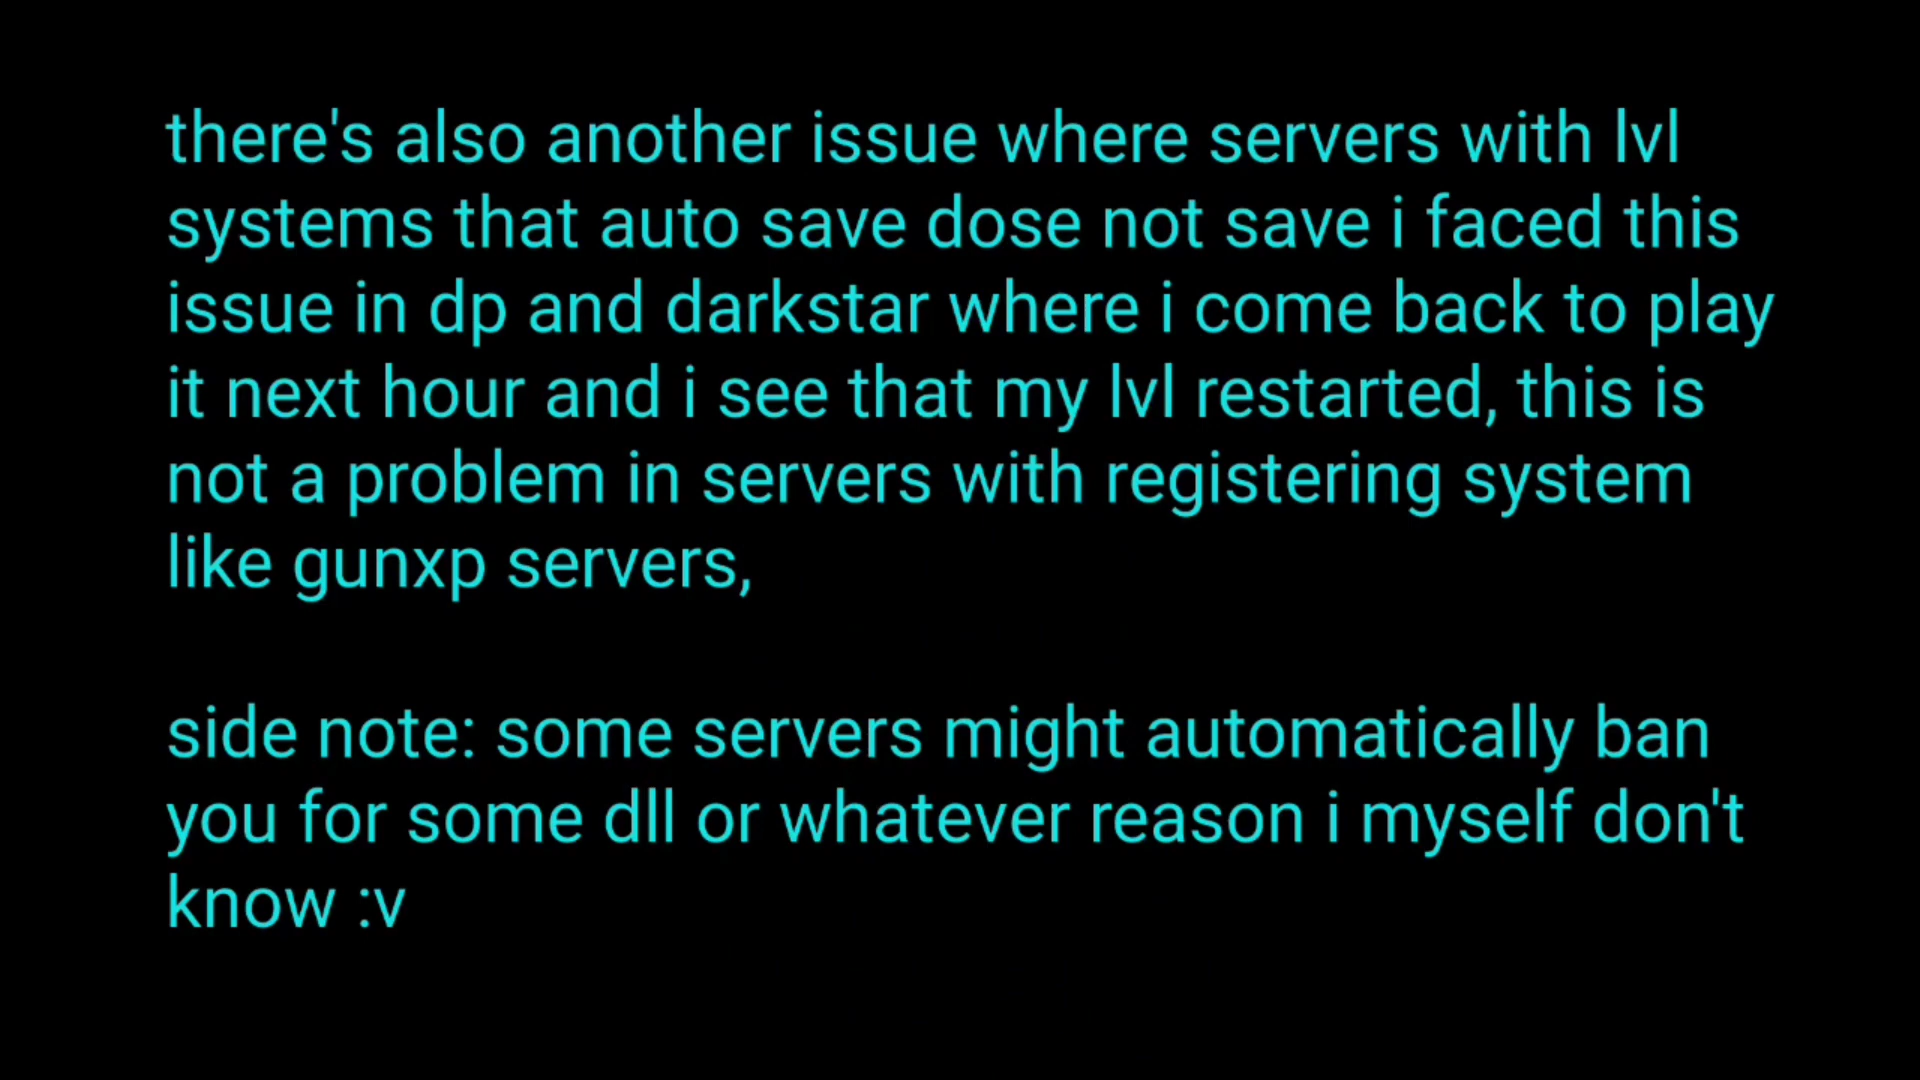 there's also another issue where servers with lvl
systems that auto save dose not save i faced this
issue in dp and darkstar where i come back to play
it next hour and i see that my lvl restarted, this is
not a problem in servers with registering system
like gunxp servers,
side note: some servers might automatically ban
you for some dll or whatever reason i myself don't
know :v